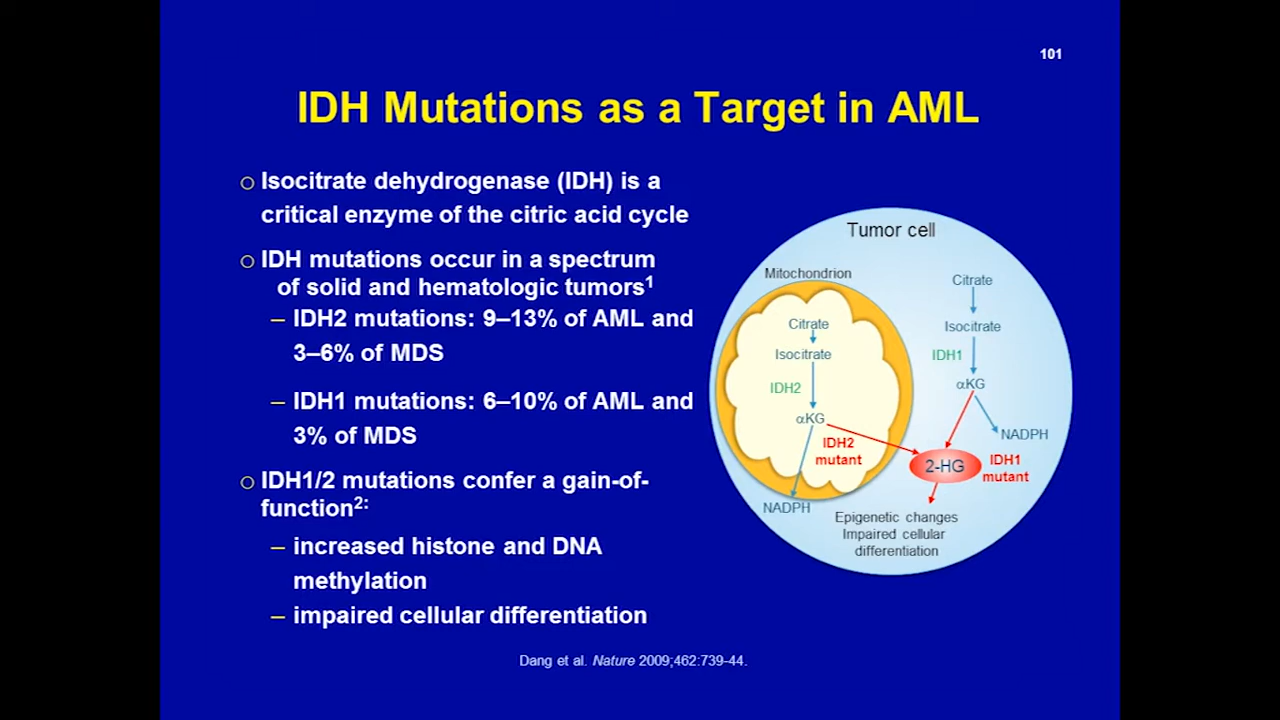 101
IDH Mutations as a Target in AML
○ Isocitrate dehydrogenase (IDH) is a
critical enzyme of the citric acid cycle
○ IDH mutations occur in a spectrum
of solid and hematologic tumors¹
– IDH2 mutations: 9–13% of AML and
3–6% of MDS
– IDH1 mutations: 6–10% of AML and
3% of MDS
○ IDH1/2 mutations confer a gain-of-
function²:
– increased histone and DNA
methylation
– impaired cellular differentiation
Tumor cell
Mitochondrion
Citrate
Isocitrate
IDH2
αKG
IDH2
mutant
NADPH
Citrate
Isocitrate
IDH1
αKG
NADPH
2-HG
IDH1
mutant
Epigenetic changes
Impaired cellular
differentiation
Dang et al. Nature 2009;462:739-44.